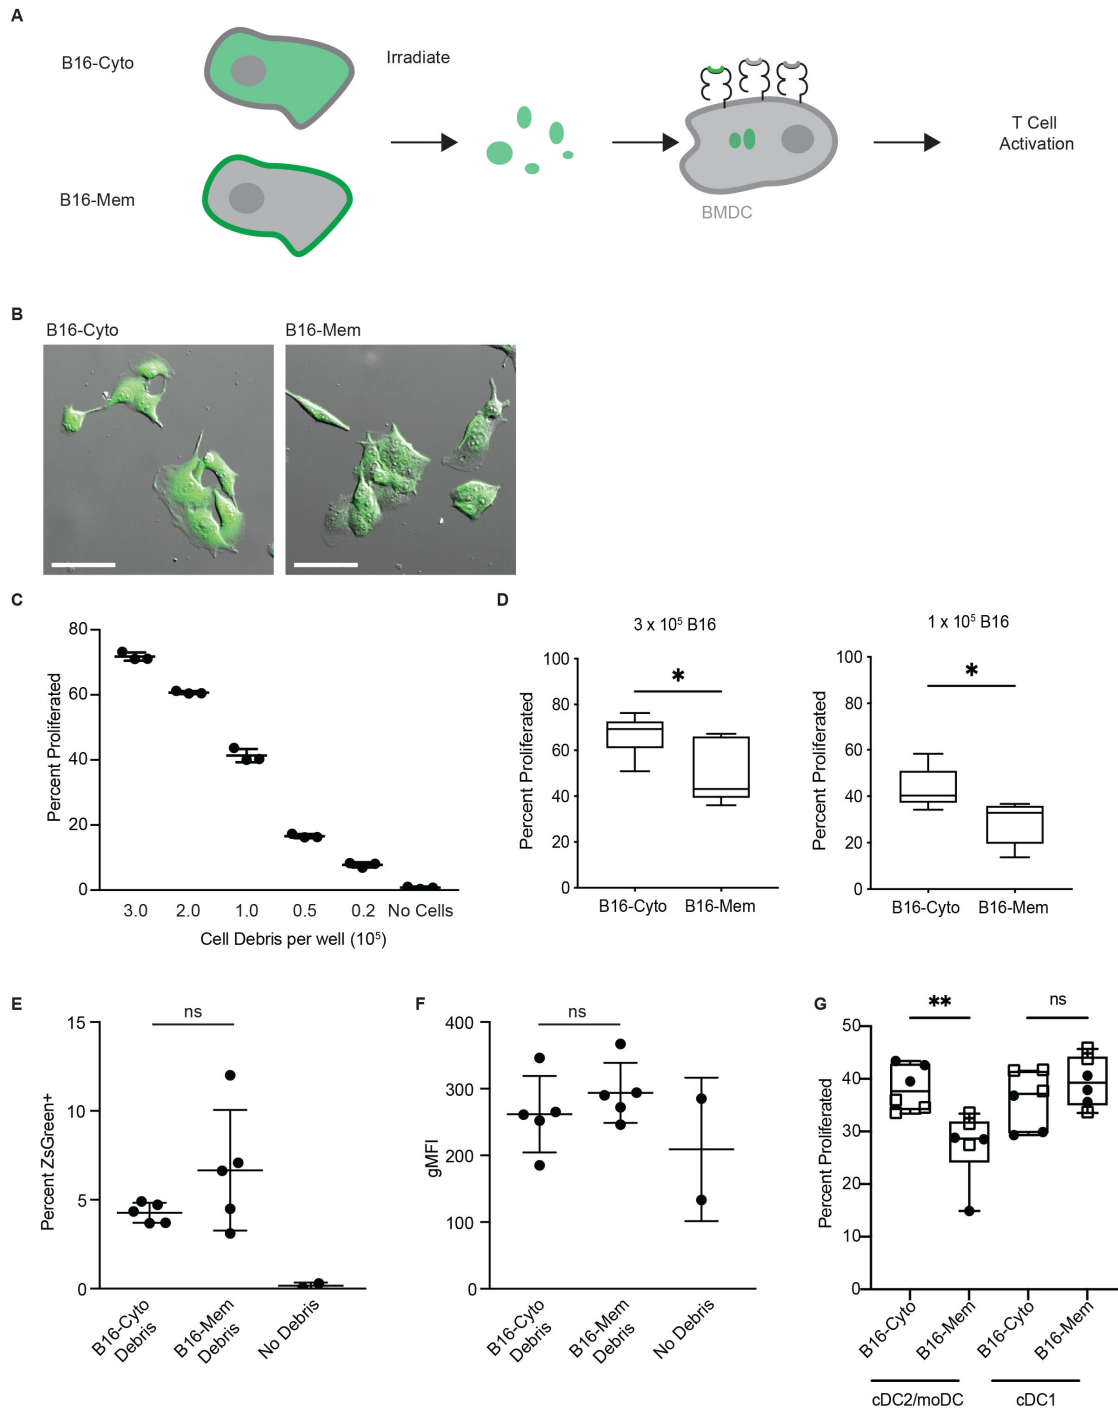 A
B16-Cyto
Irradiate
B16-Mem
BMDC
T Cell
Activation
B
B16-Cyto
B16-Mem
C
Percent Proliferated
80
60
40
20
0
3.0
2.0
1.0
0.5
0.2
No Cells
Cell Debris per well (10⁵)
D
3 x 10⁵ B16
Percent Proliferated
100
80
60
40
20
0
*
B16-Cyto
B16-Mem
1 x 10⁵ B16
Percent Proliferated
100
80
60
40
20
0
*
B16-Cyto
B16-Mem
E
Percent ZsGreen+
15
10
5
0
ns
B16-Cyto
Debris
B16-Mem
Debris
No Debris
F
gMFI
400
300
200
100
0
ns
B16-Cyto
Debris
B16-Mem
Debris
No Debris
G
Percent Proliferated
50
40
30
20
10
0
**
ns
B16-Cyto
B16-Mem
B16-Cyto
B16-Mem
cDC2/moDC
cDC1